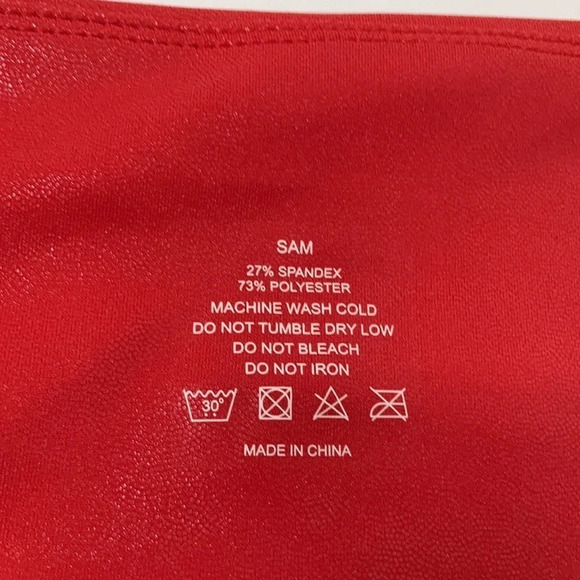 SAM
27% SPANDEX
73% POLYESTER
MACHINE WASH COLD
DO NOT TUMBLE DRY LOW
DO NOT BLEACH
DO NOT IRON
30°
MADE IN CHINA